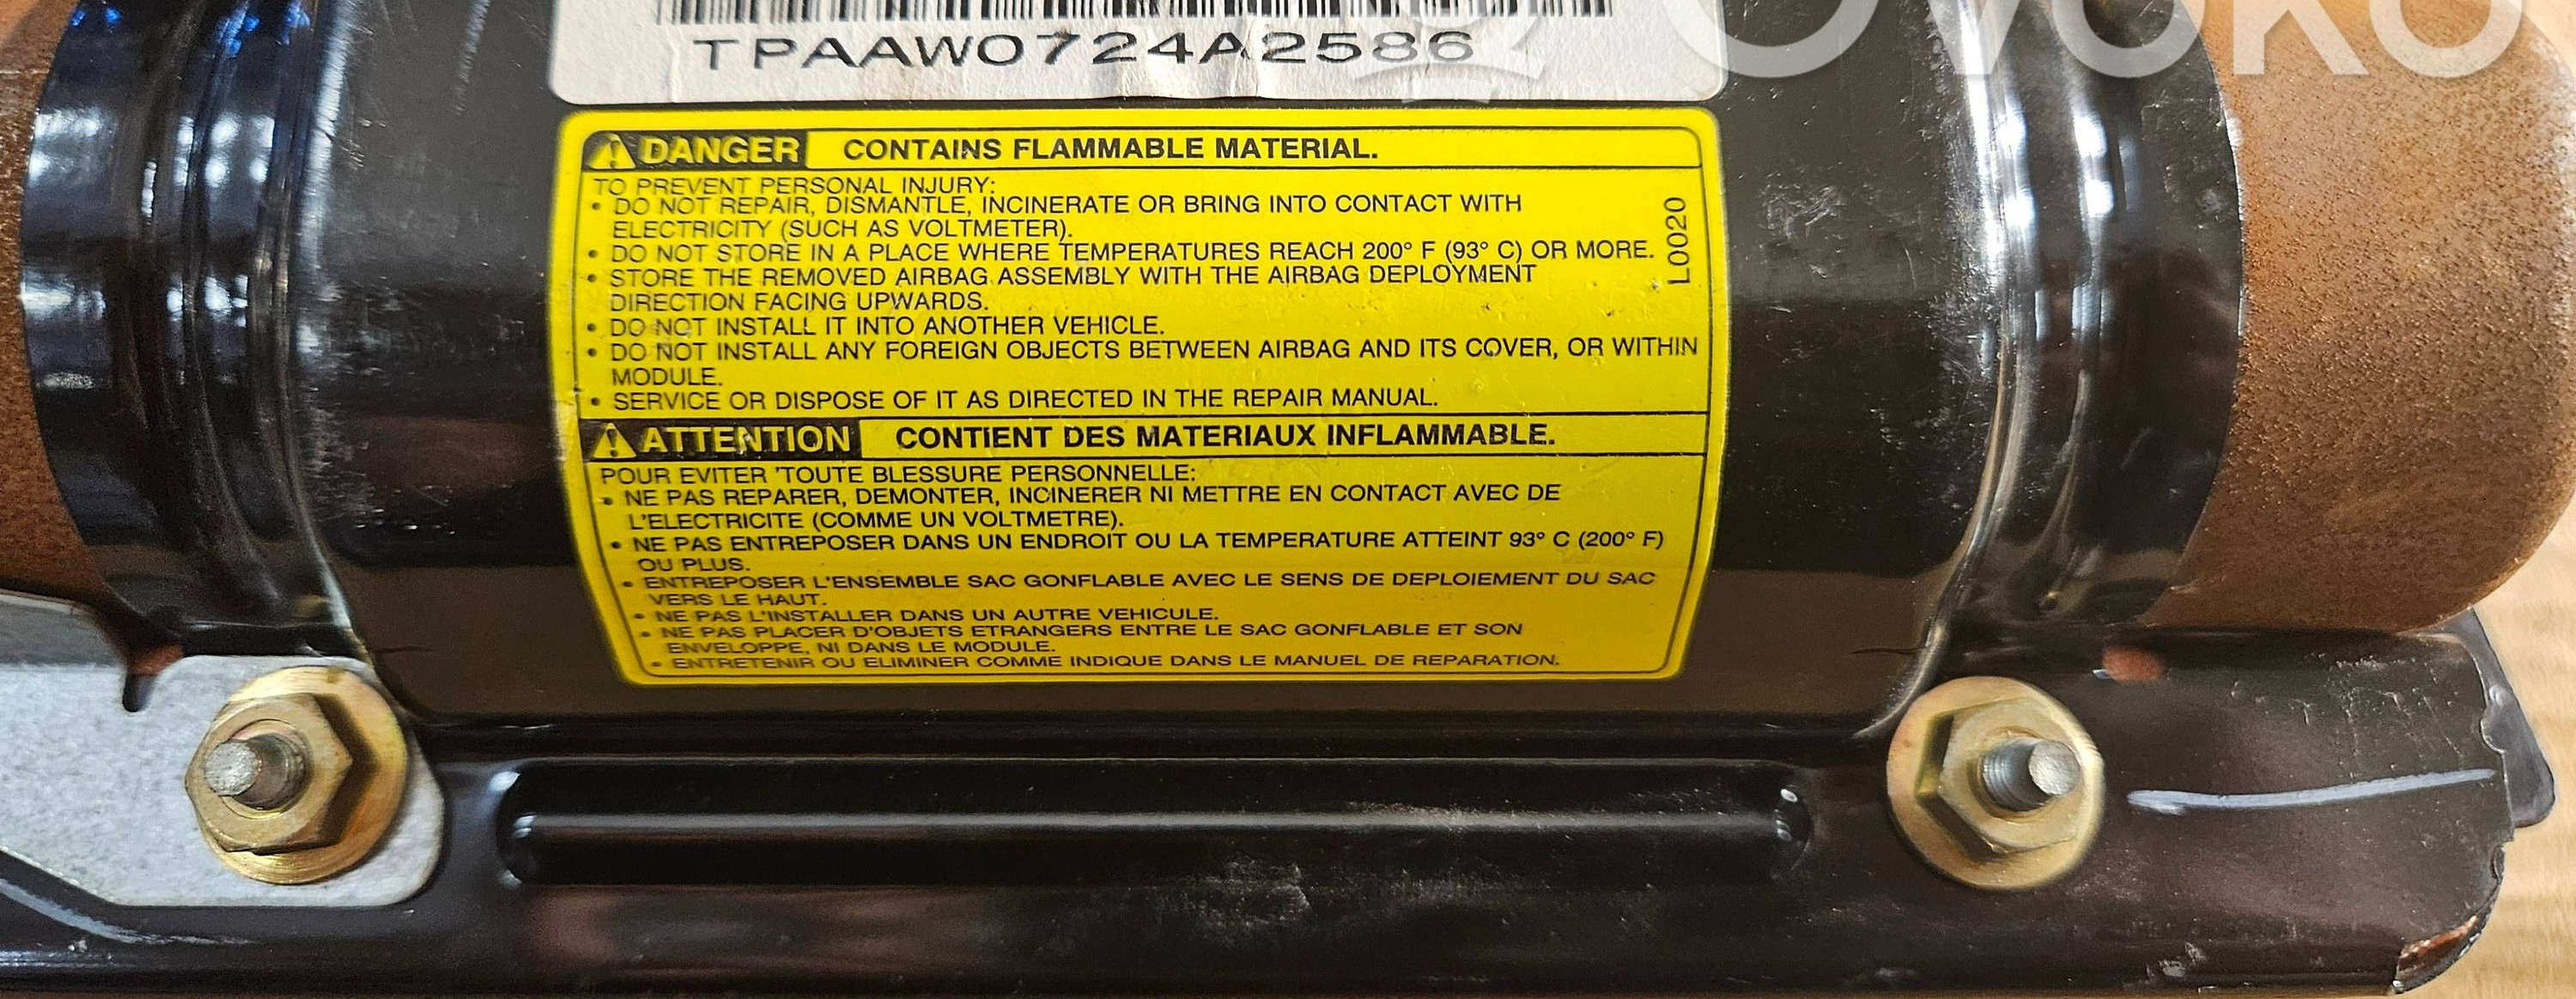 OVOKO
TPAAW0724A2586
DANGER CONTAINS FLAMMABLE MATERIAL.
TO PREVENT PERSONAL INJURY:
• DO NOT REPAIR, DISMANTLE, INCINERATE OR BRING INTO CONTACT WITH
ELECTRICITY (SUCH AS VOLTMETER).
• DO NOT STORE IN A PLACE WHERE TEMPERATURES REACH 200° F (93° C) OR MORE.
• STORE THE REMOVED AIRBAG ASSEMBLY WITH THE AIRBAG DEPLOYMENT
DIRECTION FACING UPWARDS.
• DO NOT INSTALL IT INTO ANOTHER VEHICLE.
• DO NOT INSTALL ANY FOREIGN OBJECTS BETWEEN AIRBAG AND ITS COVER, OR WITHIN
MODULE.
• SERVICE OR DISPOSE OF IT AS DIRECTED IN THE REPAIR MANUAL.
L0020
ATTENTION CONTIENT DES MATERIAUX INFLAMMABLE.
POUR EVITER 'TOUTE BLESSURE PERSONNELLE:
• NE PAS REPARER, DEMONTER, INCINERER NI METTRE EN CONTACT AVEC DE
L'ELECTRICITE (COMME UN VOLTMETRE).
• NE PAS ENTREPOSER DANS UN ENDROIT OU LA TEMPERATURE ATTEINT 93° C (200° F)
OU PLUS.
• ENTREPOSER L'ENSEMBLE SAC GONFLABLE AVEC LE SENS DE DEPLOIEMENT DU SAC
VERS LE HAUT.
• NE PAS L'INSTALLER DANS UN AUTRE VEHICULE.
• NE PAS PLACER D'OBJETS ETRANGERS ENTRE LE SAC GONFLABLE ET SON
ENVELOPPE, NI DANS LE MODULE.
• ENTRETENIR OU ELIMINER COMME INDIQUE DANS LE MANUEL DE REPARATION.